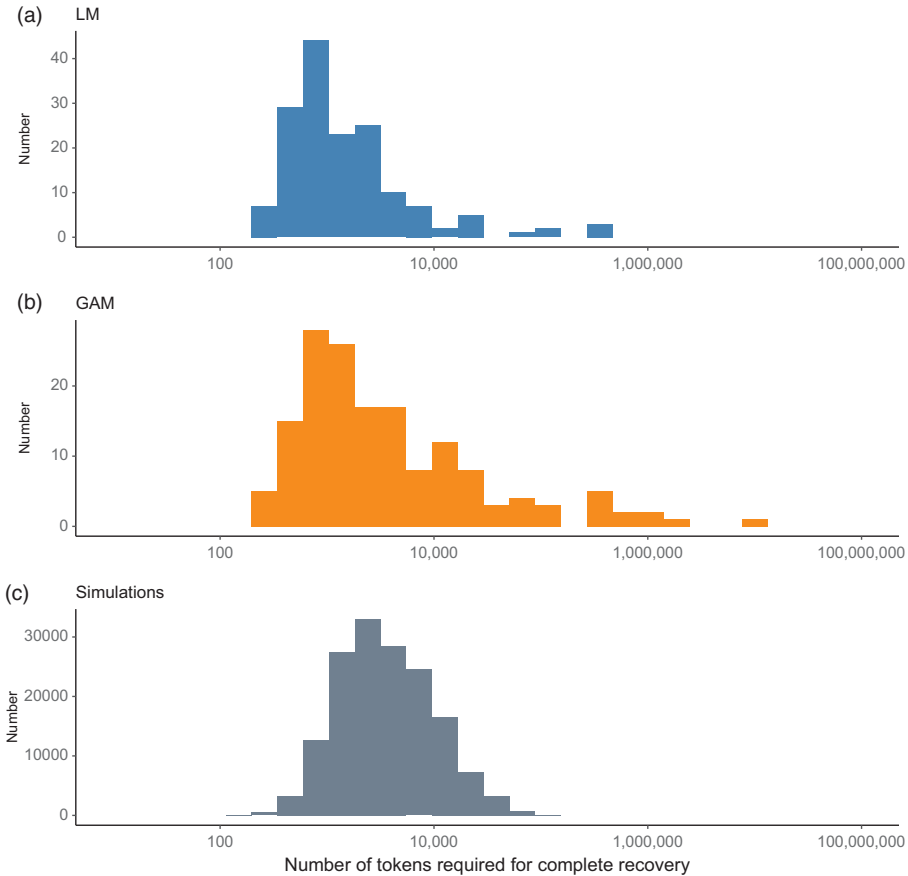 (a) LM
Number
40
30
20
10
0
100 10,000 1,000,000 100,000,000
(b) GAM
Number
20
10
0
100 10,000 1,000,000 100,000,000
(c) Simulations
Number
30000
20000
10000
0
100 10,000 1,000,000 100,000,000
Number of tokens required for complete recovery